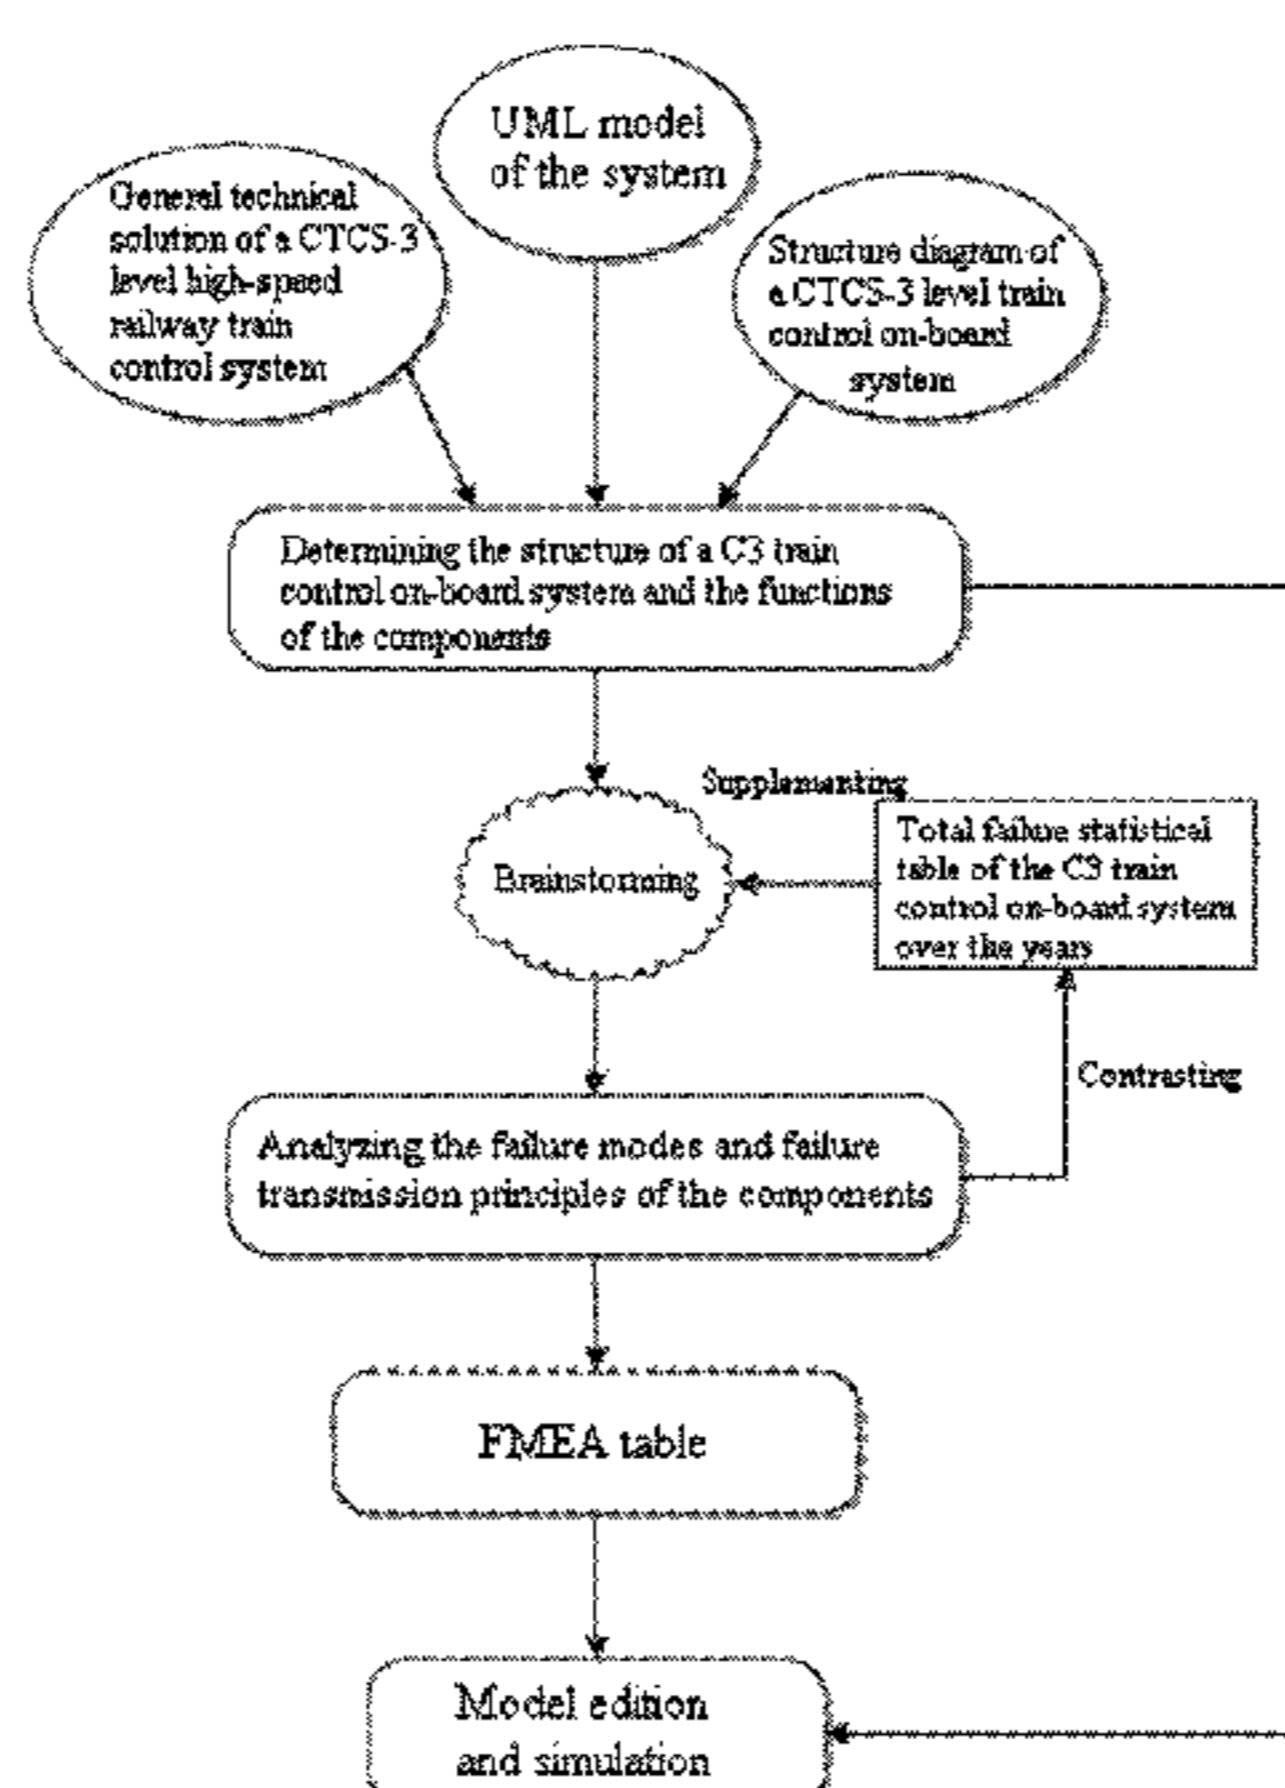 UML model
of the system
General technical
solution of a CTCS-3
level high-speed
railway train
control system
Structure diagram of
a CTCS-3 level train
control on-board
system
Determining the structure of a C3 train
control on-board system and the functions
of the components
Supplementing
Brainstorming
Total failure statistical
table of the C3 train
control on-board system
over the years
Contrasting
Analyzing the failure modes and failure
transmission principles of the components
FMEA table
Model edition
and simulation